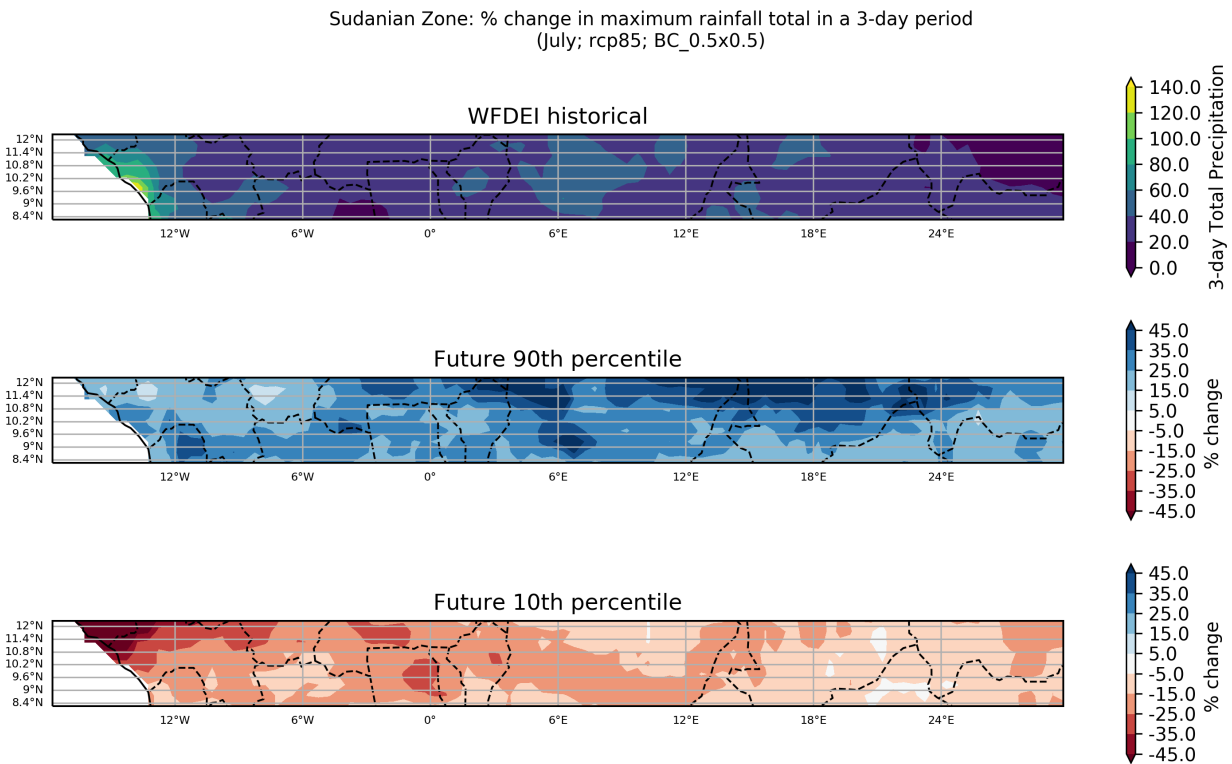 Sudanian Zone: % change in maximum rainfall total in a 3-day period
(July; rcp85; BC_0.5x0.5)
WFDEI historical
12°N
11.4°N
10.8°N
10.2°N
9.6°N
9°N
8.4°N
12°W
6°W
0°
6°E
12°E
18°E
24°E
140.0
120.0
100.0
80.0
60.0
40.0
20.0
0.0
3-day Total Precipitation
Future 90th percentile
12°N
11.4°N
10.8°N
10.2°N
9.6°N
9°N
8.4°N
12°W
6°W
0°
6°E
12°E
18°E
24°E
45.0
35.0
25.0
15.0
5.0
-5.0
-15.0
-25.0
-35.0
-45.0
% change
Future 10th percentile
12°N
11.4°N
10.8°N
10.2°N
9.6°N
9°N
8.4°N
12°W
6°W
0°
6°E
12°E
18°E
24°E
45.0
35.0
25.0
15.0
5.0
-5.0
-15.0
-25.0
-35.0
-45.0
% change